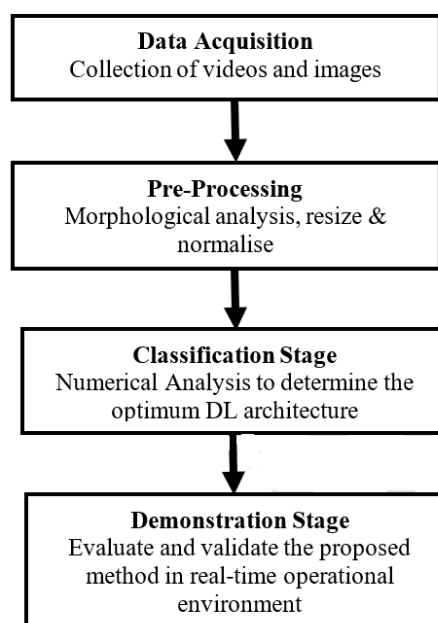 Data Acquisition
Collection of videos and images
Pre-Processing
Morphological analysis, resize &
normalise
Classification Stage
Numerical Analysis to determine the
optimum DL architecture
Demonstration Stage
Evaluate and validate the proposed
method in real-time operational
environment